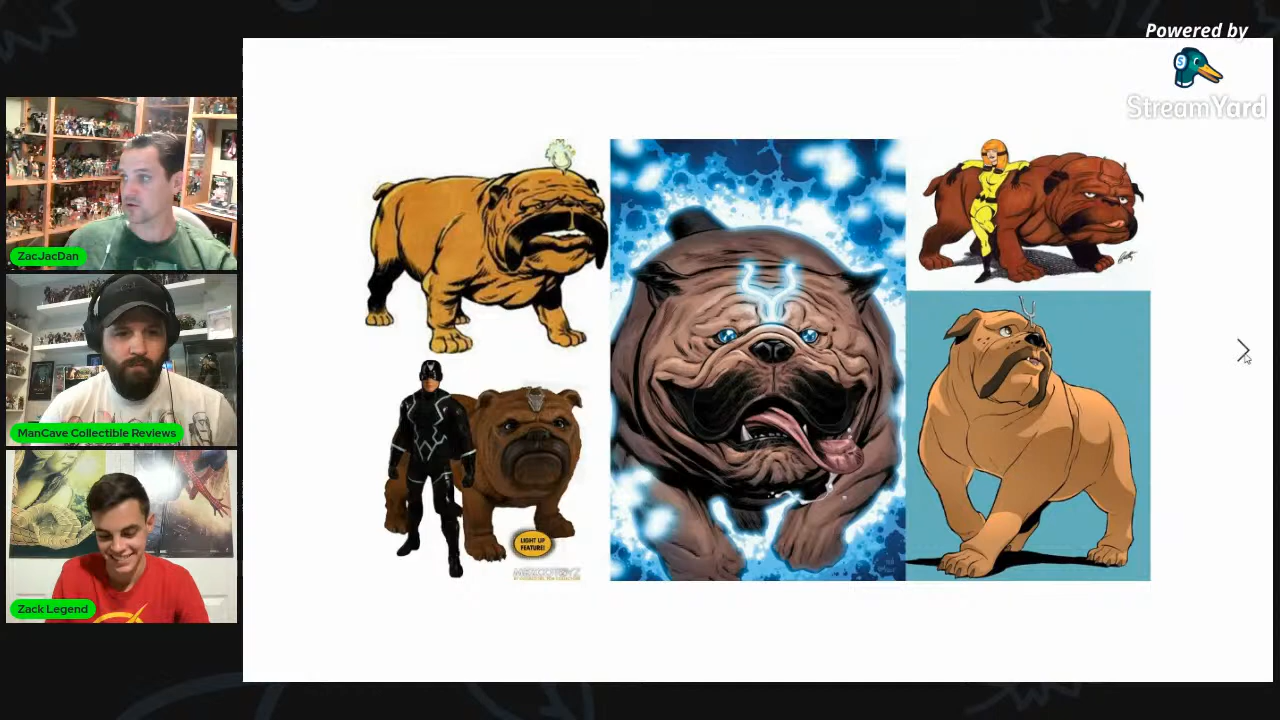 Powered by
StreamYard
ZacJacDan
ManCave Collectible Reviews
Zack Legend
LIGHT UP
FEATURE!